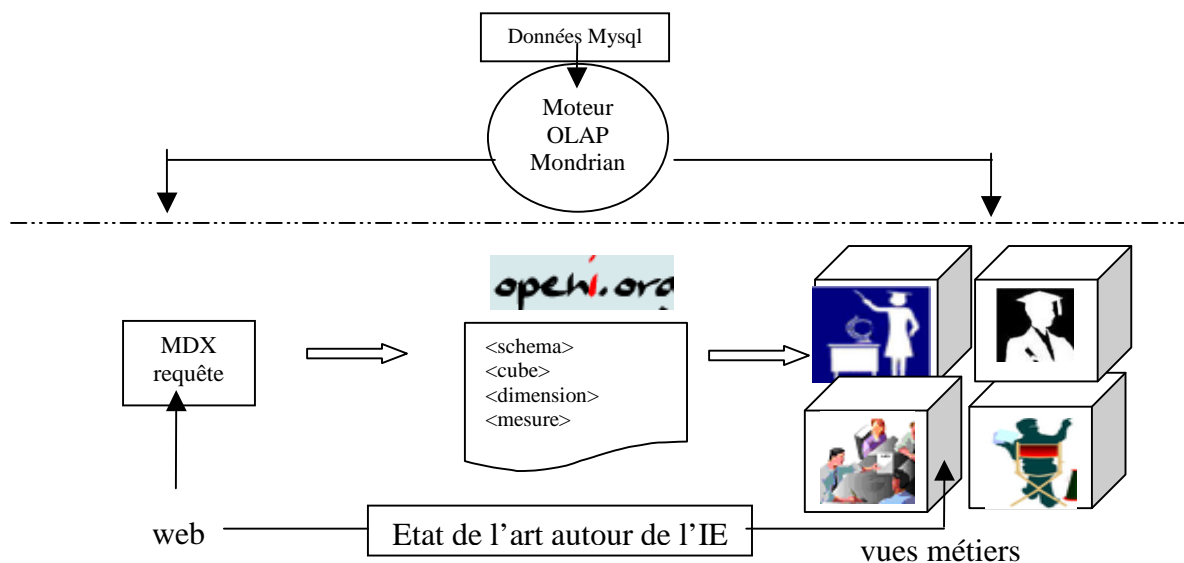 Données Mysql
Moteur
OLAP
Mondrian
openi.org
MDX
requête
<schema>
<cube>
<dimension>
<mesure>
web
Etat de l’art autour de l’IE
vues métiers